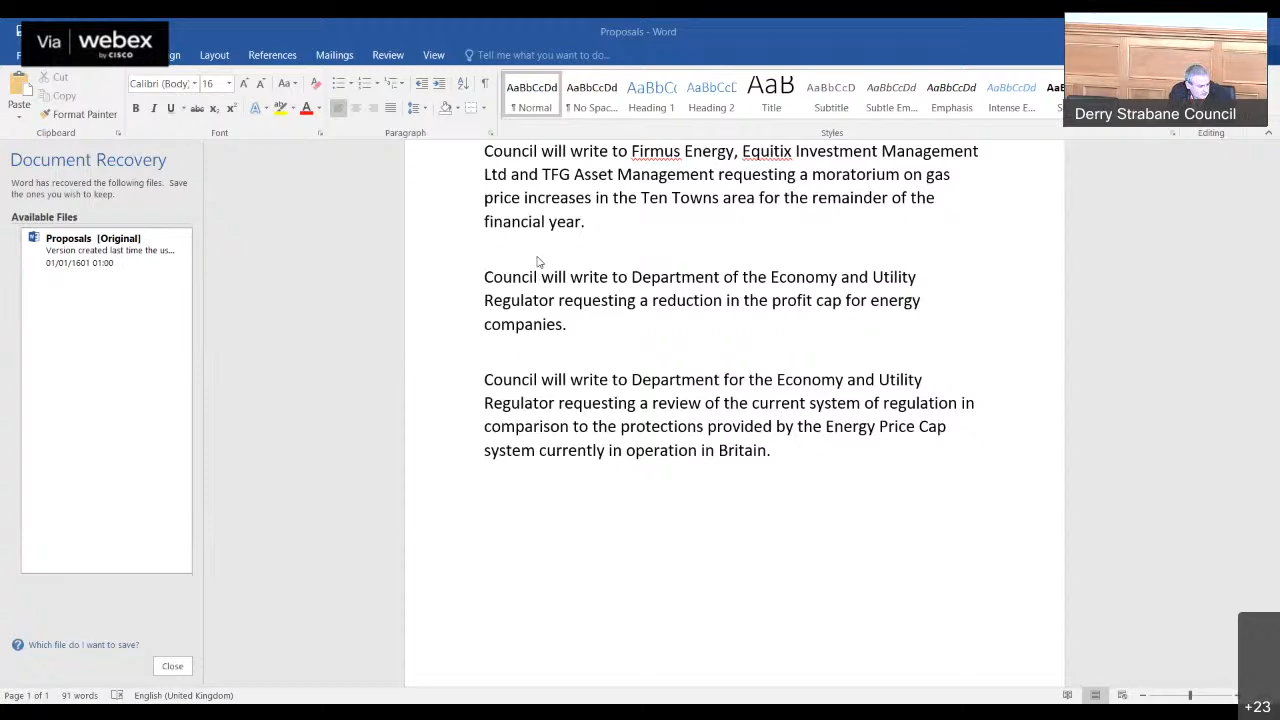 Via webex
by CISCO
Proposals - Word
Layout References Mailings Review View Tell me what you want to do...
Paste Cut
Copy
Format Painter
Calibri (Body) 16
Clipboard Font Styles Editing
AaBbCcDd AaBbCcDd AaBbC AaBbCcE AaB AaBbCcD AaBbCcDd AaBbCcDd AaBbCcDd
¶ Normal ¶ No Spac... Heading 1 Heading 2 Title Subtitle Subtle Em... Emphasis Intense E...
Derry Strabane Council
Document Recovery
Word has recovered the following files. Save
the ones you wish to keep.
Available Files
Proposals [Original]
Version created last time the us...
01/01/1601 01:00
Which file do I want to save?
Close
Council will write to Firmus Energy, Equitix Investment Management
Ltd and TFG Asset Management requesting a moratorium on gas
price increases in the Ten Towns area for the remainder of the
financial year.
Council will write to Department of the Economy and Utility
Regulator requesting a reduction in the profit cap for energy
companies.
Council will write to Department for the Economy and Utility
Regulator requesting a review of the current system of regulation in
comparison to the protections provided by the Energy Price Cap
system currently in operation in Britain.
Page 1 of 1 91 words English (United Kingdom)
+23